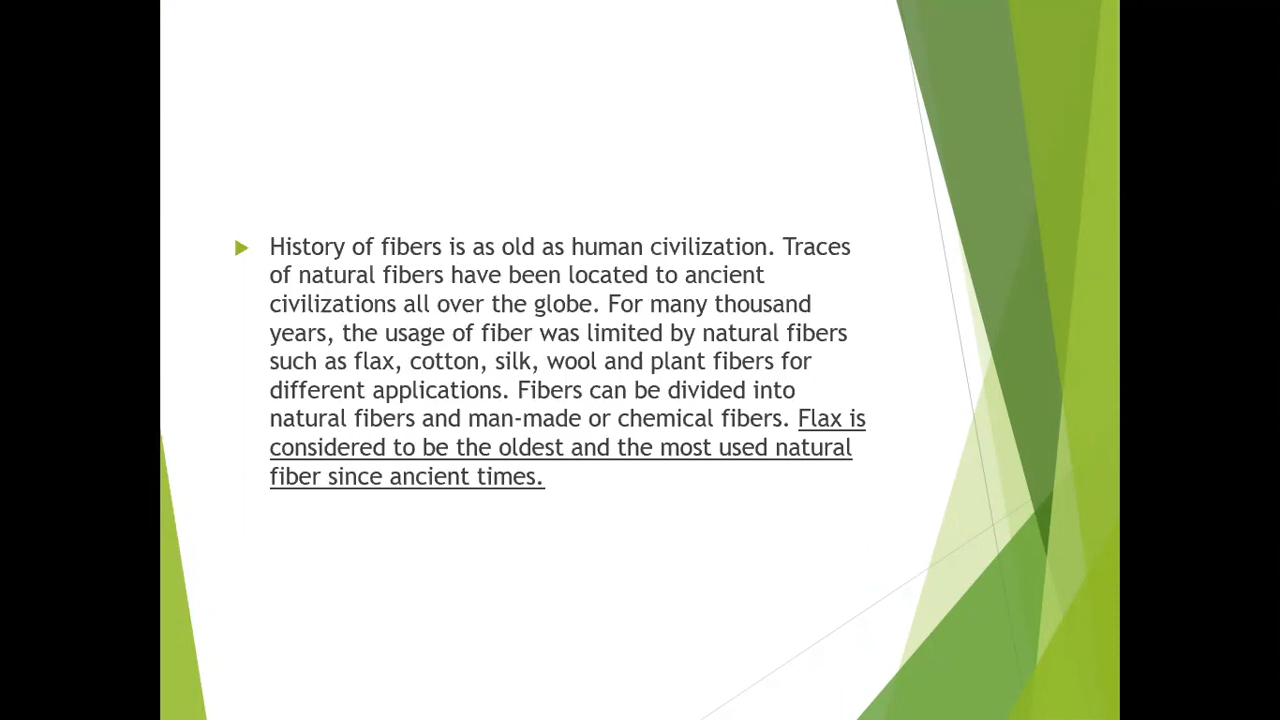 History of fibers is as old as human civilization. Traces
of natural fibers have been located to ancient
civilizations all over the globe. For many thousand
years, the usage of fiber was limited by natural fibers
such as flax, cotton, silk, wool and plant fibers for
different applications. Fibers can be divided into
natural fibers and man-made or chemical fibers. Flax is
considered to be the oldest and the most used natural
fiber since ancient times.